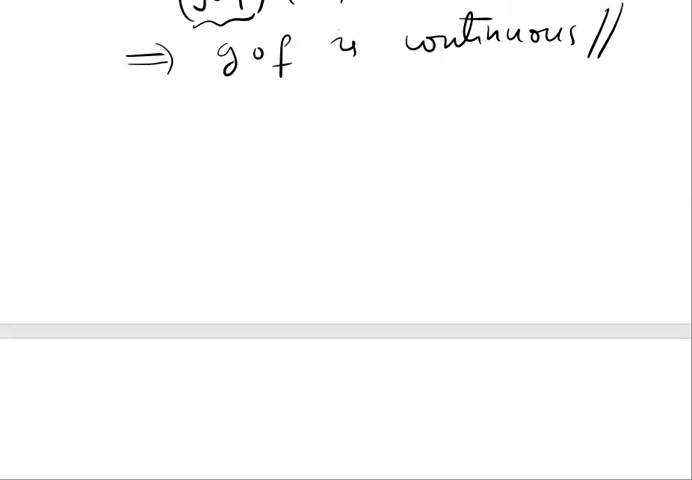 ⇒ g∘f is continuous //